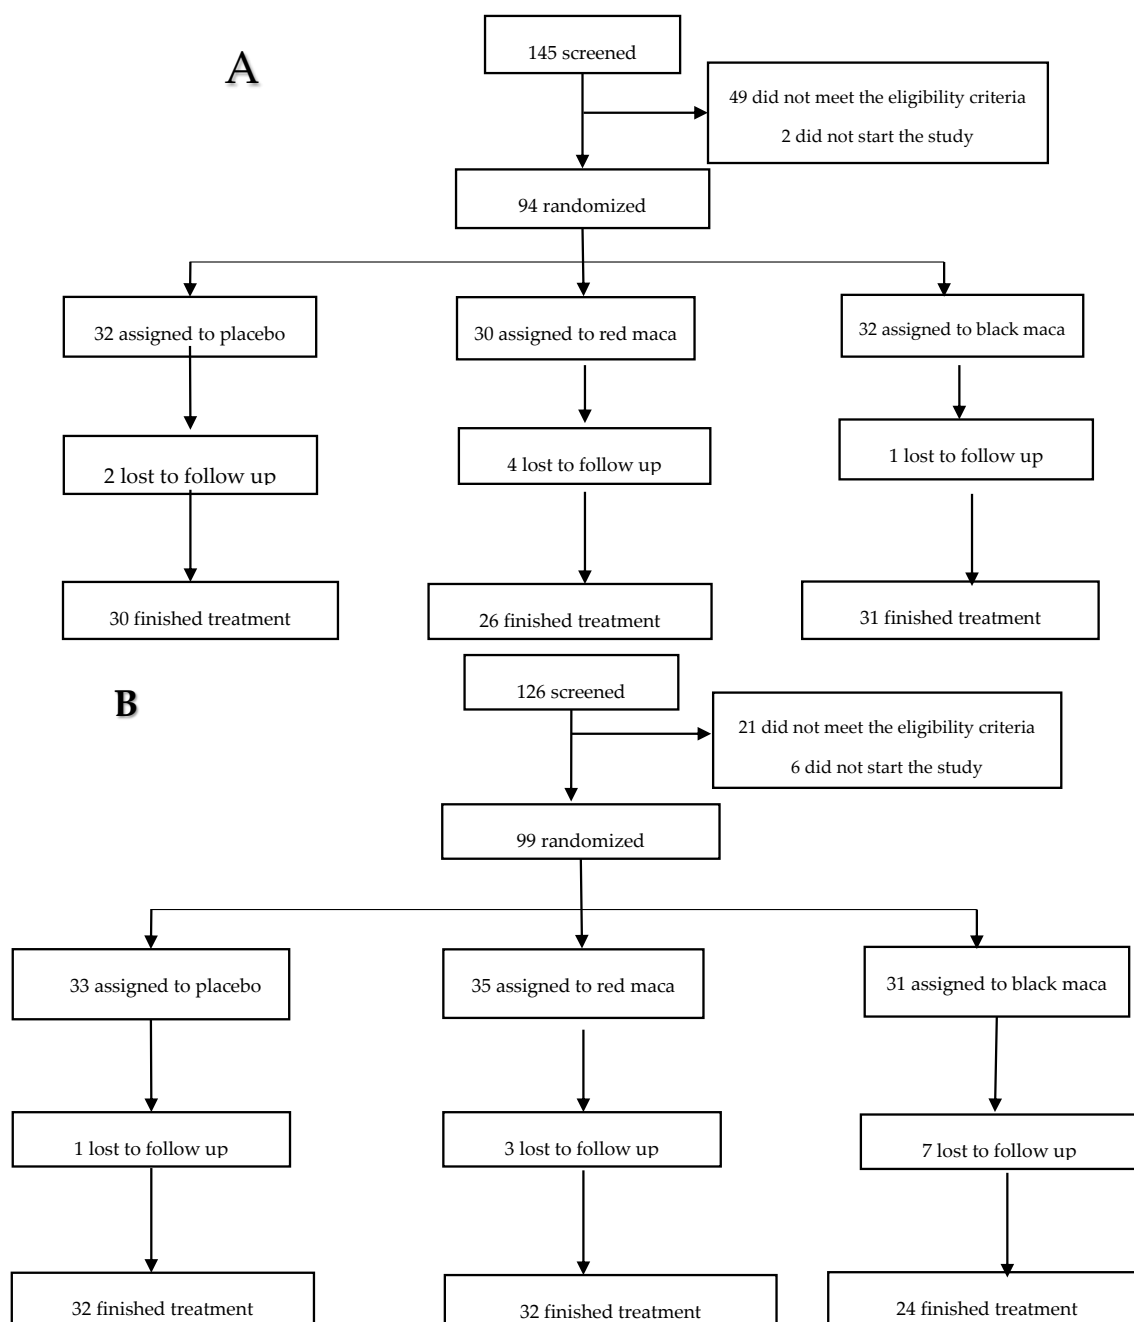 A
145 screened
49 did not meet the eligibility criteria
2 did not start the study
94 randomized
32 assigned to placebo
30 assigned to red maca
32 assigned to black maca
2 lost to follow up
4 lost to follow up
1 lost to follow up
30 finished treatment
26 finished treatment
31 finished treatment
B
126 screened
21 did not meet the eligibility criteria
6 did not start the study
99 randomized
33 assigned to placebo
35 assigned to red maca
31 assigned to black maca
1 lost to follow up
3 lost to follow up
7 lost to follow up
32 finished treatment
32 finished treatment
24 finished treatment